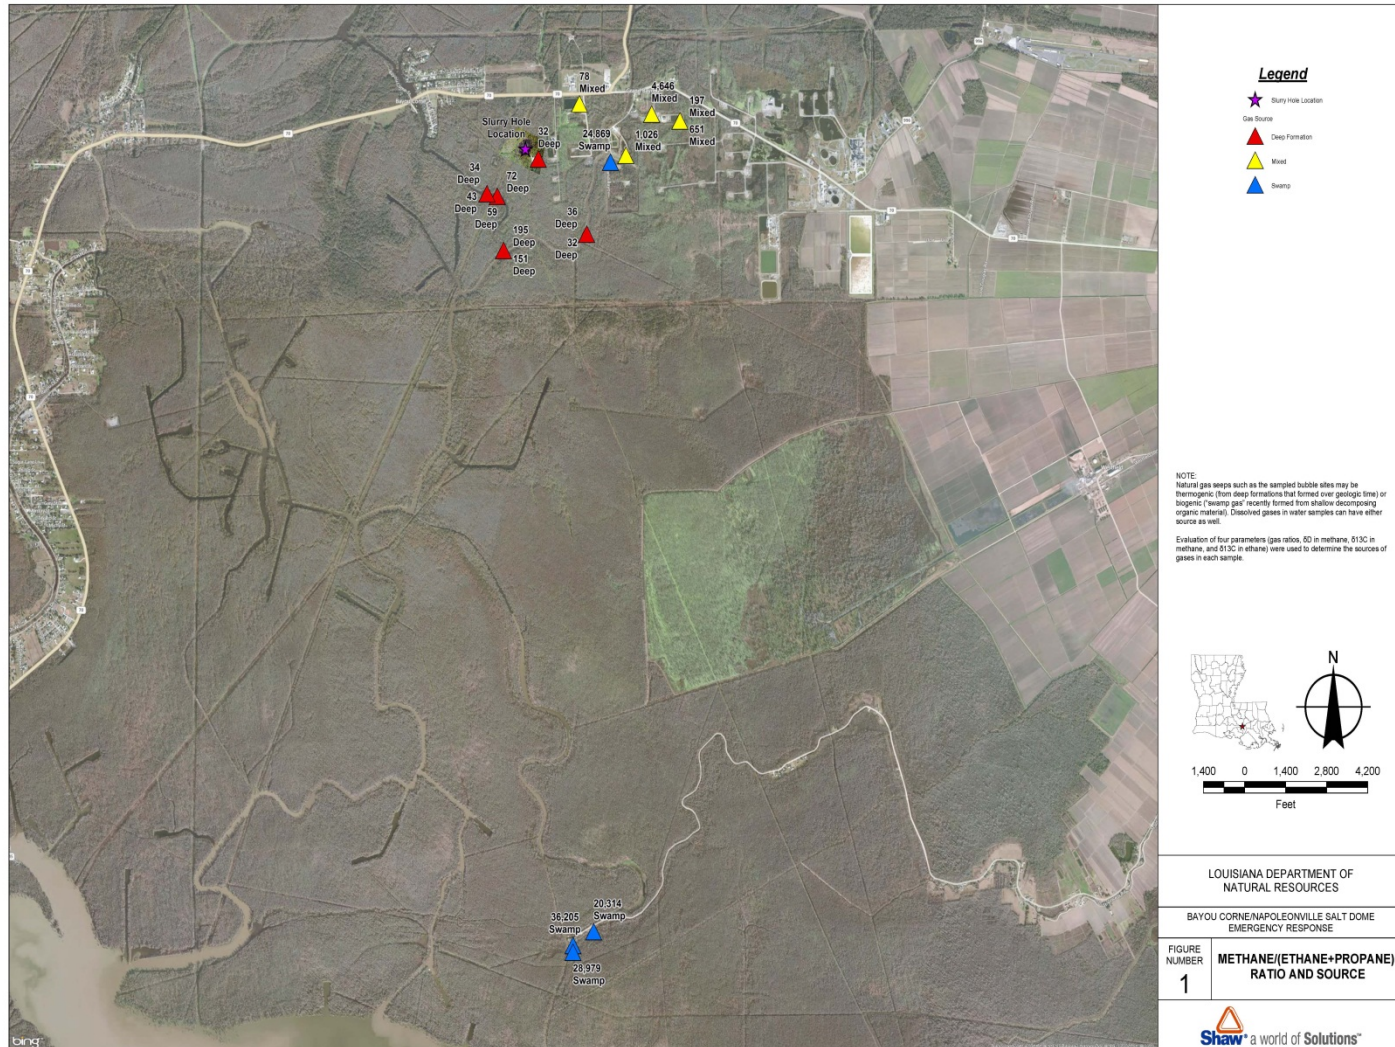 78
Mixed
4,646
Mixed
197
Mixed
651
Mixed
Slurry Hole
Location
32
Deep
24,869
Swamp
1,026
Mixed
34
Deep
72
Deep
43
Deep
59
Deep
195
Deep
151
Deep
36
Deep
32
Deep
36,205
Swamp
20,314
Swamp
28,979
Swamp
bing
Legend
Slurry Hole Location
Gas Source
Deep Formation
Mixed
Swamp
NOTE:
Natural gas seeps such as the sampled bubble sites may be
thermogenic (from deep formations that formed over geologic time) or
biogenic ("swamp gas" recently formed from shallow decomposing
organic material). Dissolved gases in water samples can have either
source as well.
Evaluation of four parameters (gas ratios, δD in methane, δ13C in
methane, and δ13C in ethane) were used to determine the sources of
gases in each sample.
N
1,400 0 1,400 2,800 4,200
Feet
LOUISIANA DEPARTMENT OF
NATURAL RESOURCES
BAYOU CORNE/NAPOLEONVILLE SALT DOME
EMERGENCY RESPONSE
FIGURE
NUMBER
1
METHANE/(ETHANE+PROPANE)
RATIO AND SOURCE
Shaw® a world of Solutions™